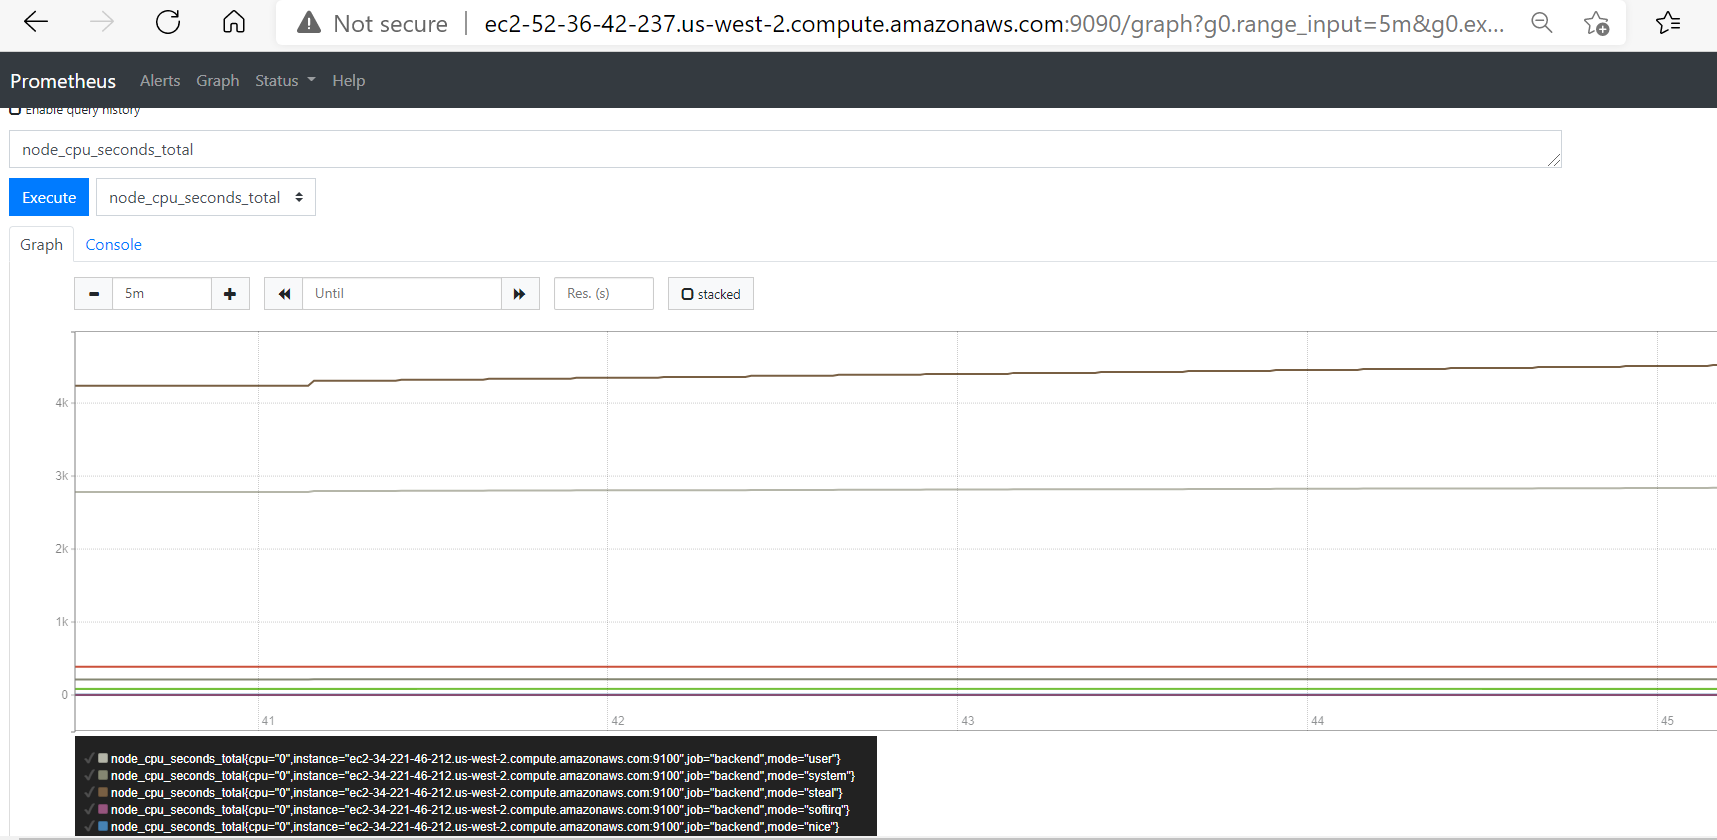 Not secure | ec2-52-36-42-237.us-west-2.compute.amazonaws.com:9090/graph?g0.range_input=5m&g0.ex...
Prometheus Alerts Graph Status Help
Enable query history
node_cpu_seconds_total
Execute node_cpu_seconds_total
Graph Console
5m Until Res. (s) stacked
4k
3k
2k
1k
0
41 42 43 44 45
node_cpu_seconds_total{cpu="0",instance="ec2-34-221-46-212.us-west-2.compute.amazonaws.com:9100",job="backend",mode="user"}
node_cpu_seconds_total{cpu="0",instance="ec2-34-221-46-212.us-west-2.compute.amazonaws.com:9100",job="backend",mode="system"}
node_cpu_seconds_total{cpu="0",instance="ec2-34-221-46-212.us-west-2.compute.amazonaws.com:9100",job="backend",mode="steal"}
node_cpu_seconds_total{cpu="0",instance="ec2-34-221-46-212.us-west-2.compute.amazonaws.com:9100",job="backend",mode="softirq"}
node_cpu_seconds_total{cpu="0",instance="ec2-34-221-46-212.us-west-2.compute.amazonaws.com:9100",job="backend",mode="nice"}